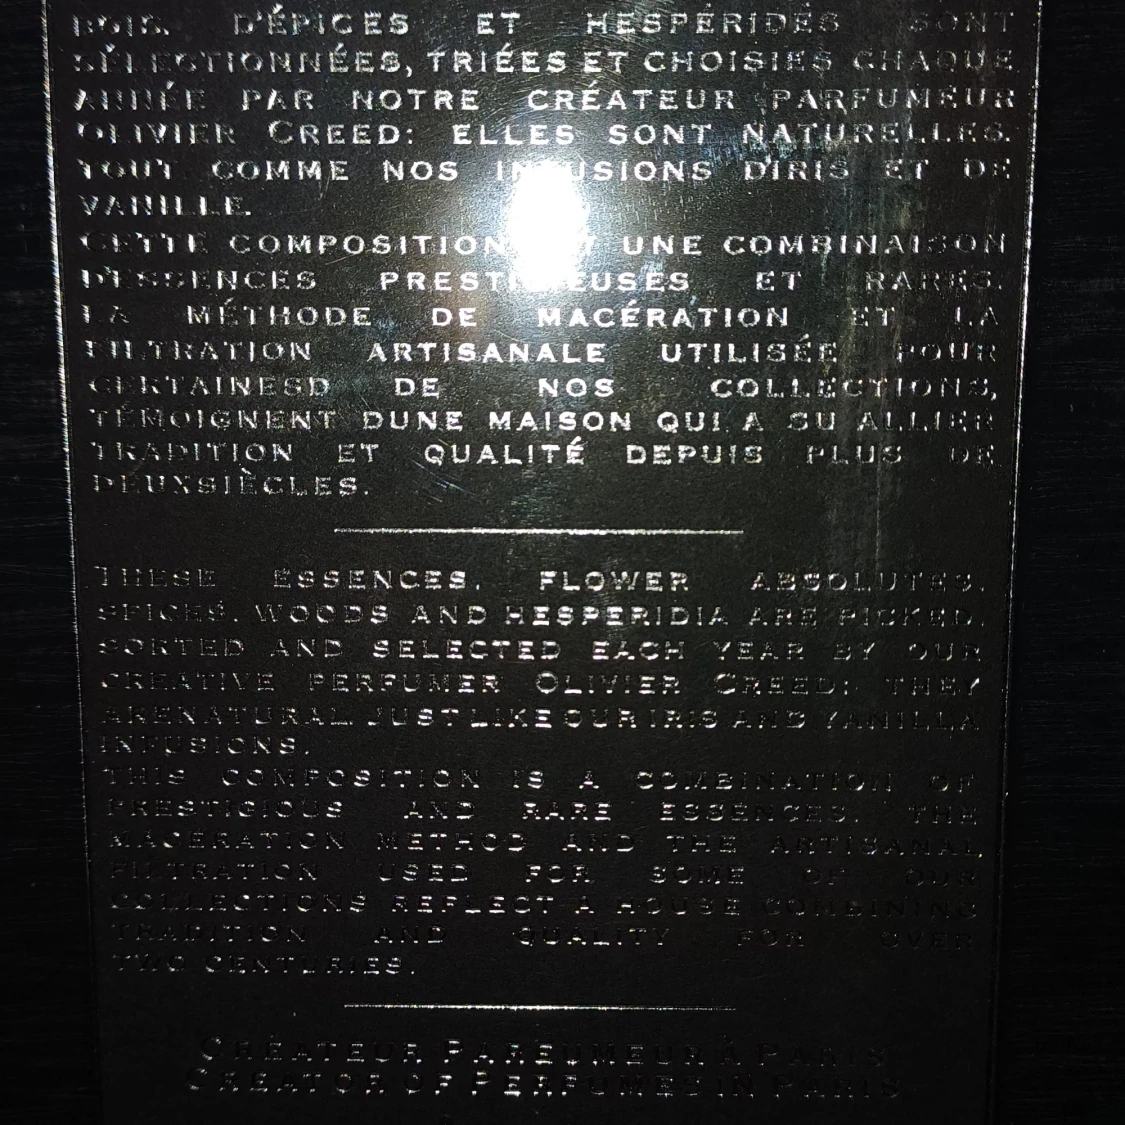 BOIS, D'ÉPICES ET HESPÉRIDÉS SONT
SÉLECTIONNÉES, TRIÉES ET CHOISIES CHAQUE
ANNÉE PAR NOTRE CRÉATEUR PARFUMEUR
OLIVIER CREED: ELLES SONT NATURELLES.
TOUT COMME NOS INFUSIONS D'IRIS ET DE
VANILLE.
CETTE COMPOSITION UNE COMBINAISON
D'ESSENCES PRESTIGIEUSES ET RARES.
LA MÉTHODE DE MACÉRATION ET LA
FILTRATION ARTISANALE UTILISÉE POUR
CERTAINESD DE NOS COLLECTIONS,
TÉMOIGNENT DUNE MAISON QUI A SU ALLIER
TRADITION ET QUALITÉ DEPUIS PLUS DE
DEUXSIÈCLES.
THESE ESSENCES, FLOWER ABSOLUTES,
SPICES, WOODS AND HESPERIDIA ARE PICKED,
SORTED AND SELECTED EACH YEAR BY OUR
CREATIVE PERFUMER OLIVIER CREED: THEY
ARENATURAL JUSTLIKEOURIRIS AND VANILLA
INFUSIONS.
THIS COMPOSITION IS A COMBINATION OF
PRESTIGIOUS AND RARE ESSENCES. THE
MACERATION METHOD AND THE ARTISANAL
FILTRATION USED FOR SOME OF OUR
COLLECTIONS REFLECT A HOUSE COMBINING
TRADITION AND QUALITY FOR OVER
TWO CENTURIES.
CRÉATEUR PARFUMEUR À PARIS
CREATOR OF PERFUMES IN PARIS